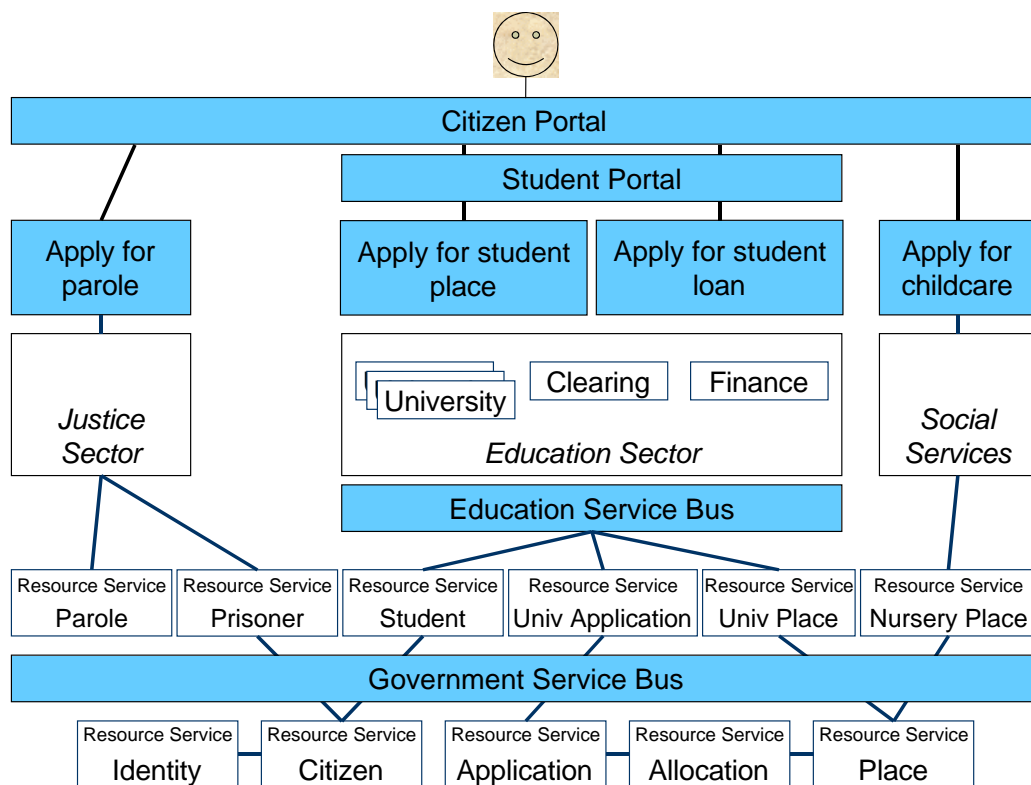 Citizen Portal
Student Portal
Apply for
parole
Apply for student
place
Apply for student
loan
Apply for
childcare
University
Clearing
Finance
Justice
Sector
Education Sector
Social
Services
Education Service Bus
Resource Service
Parole
Resource Service
Prisoner
Resource Service
Student
Resource Service
Univ Application
Resource Service
Univ Place
Resource Service
Nursery Place
Government Service Bus
Resource Service
Identity
Resource Service
Citizen
Resource Service
Application
Resource Service
Allocation
Resource Service
Place